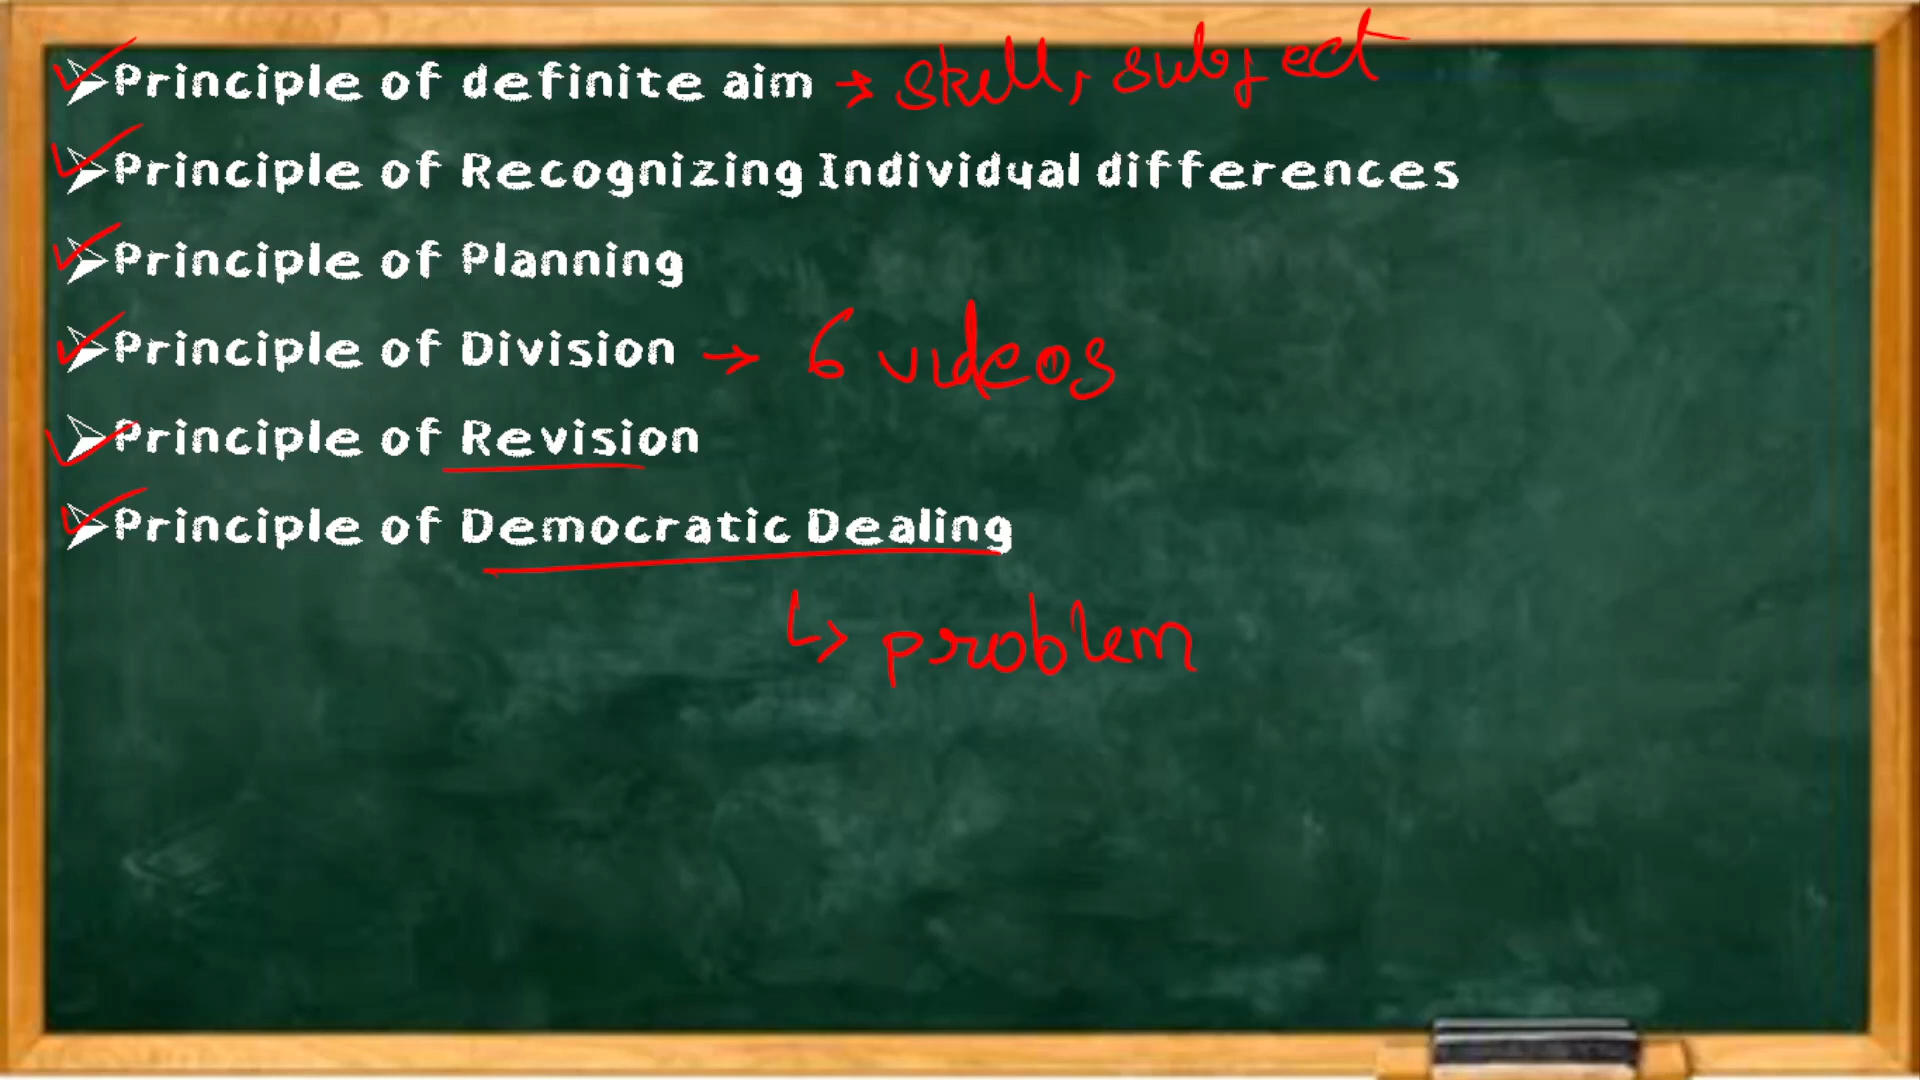 Principle of definite aim → skill, subject
Principle of Recognizing Individual differences
Principle of Planning
Principle of Division → 6 videos
Principle of Revision
Principle of Democratic Dealing
↳ problem